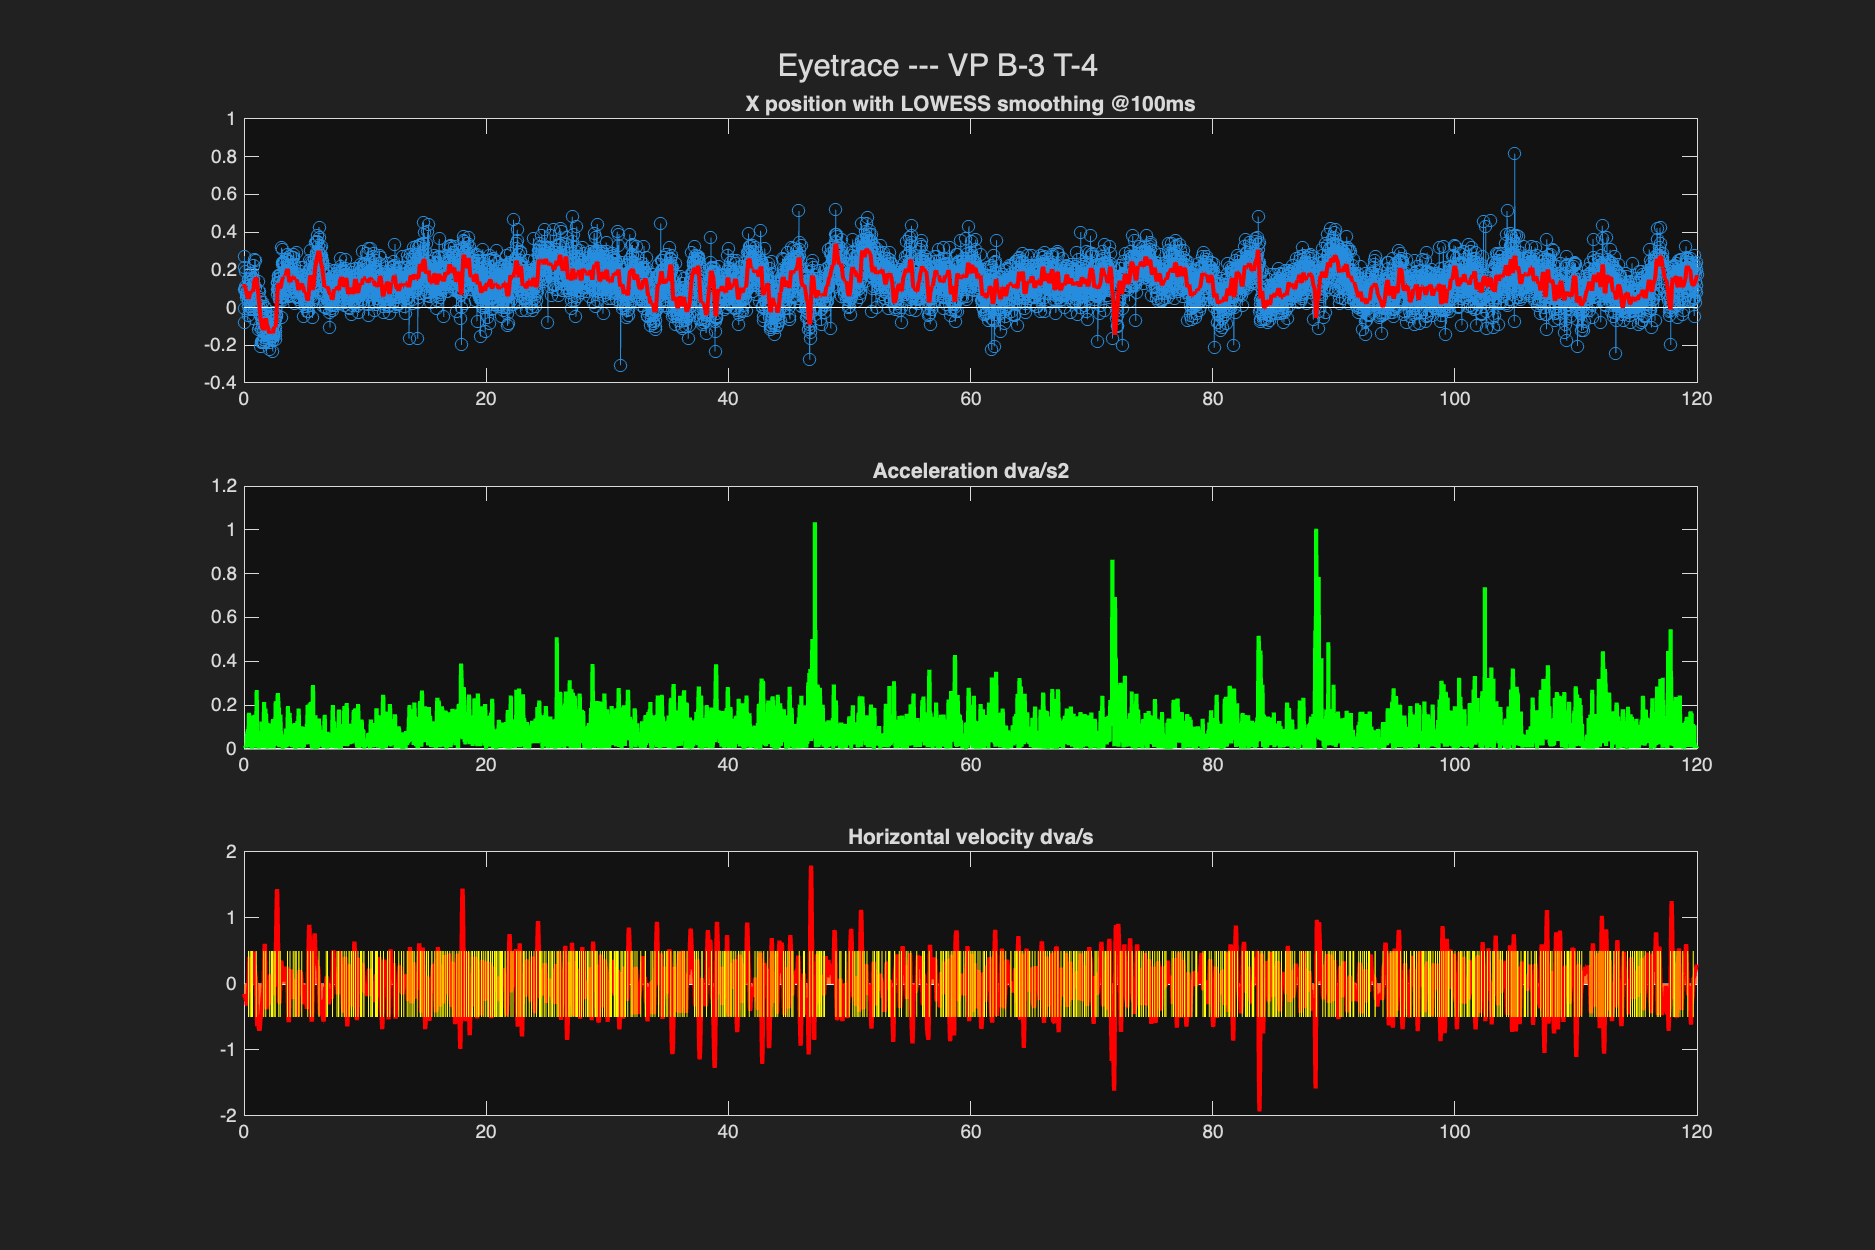 Eyetrace --- VP B-3 T-4
X position with LOWESS smoothing @100ms
1
0.8
0.6
0.4
0.2
0
-0.2
-0.4
0 20 40 60 80 100 120
Acceleration dva/s2
1.2
1
0.8
0.6
0.4
0.2
0
0 20 40 60 80 100 120
Horizontal velocity dva/s
2
1
0
-1
-2
0 20 40 60 80 100 120